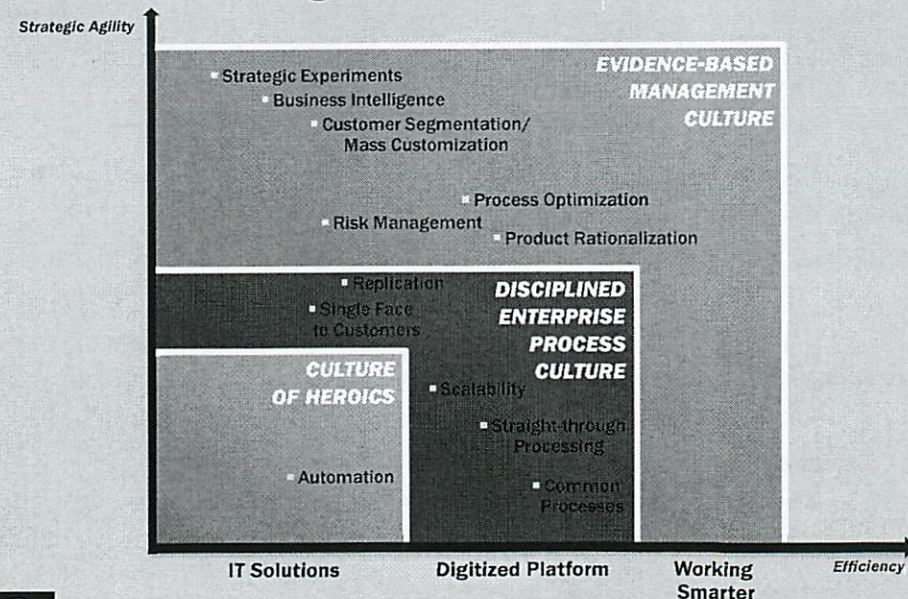 Strategic Agility
EVIDENCE-BASED
MANAGEMENT
CULTURE
Strategic Experiments
Business Intelligence
Customer Segmentation/
Mass Customization
Process Optimization
Risk Management
Product Rationalization
Replication
Single Face
to Customers
DISCIPLINED
ENTERPRISE
PROCESS
CULTURE
Scalability
Straight-through
Processing
Common
Processes
CULTURE
OF HEROICS
Automation
IT Solutions
Digitized Platform
Working
Smarter
Efficiency